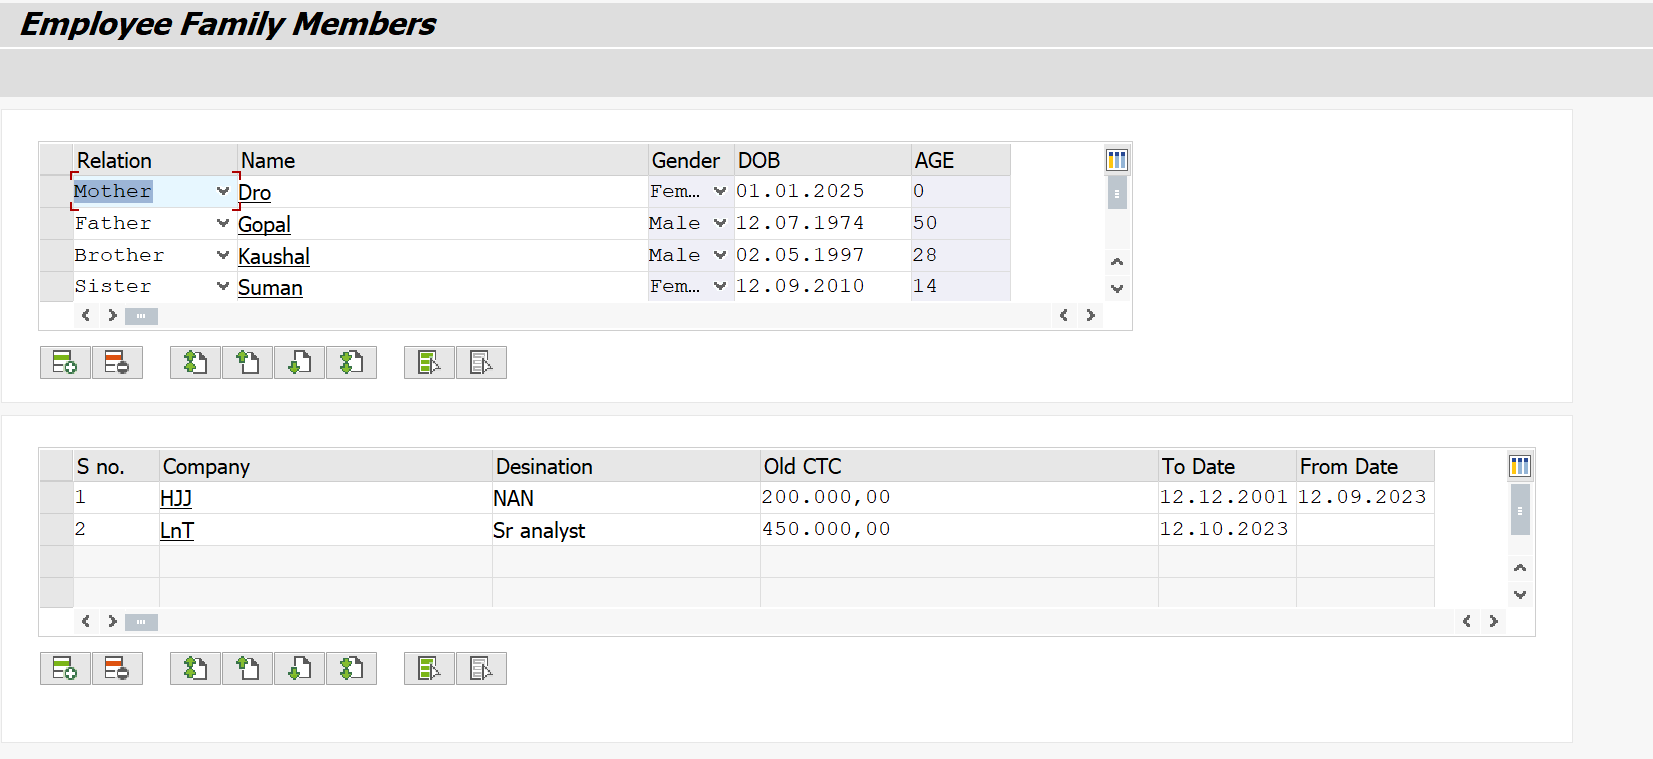 Employee Family Members
Relation Name Gender DOB AGE
Mother Dro Fem... 01.01.2025 0
Father Gopal Male 12.07.1974 50
Brother Kaushal Male 02.05.1997 28
Sister Suman Fem... 12.09.2010 14
S no. Company Desination Old CTC To Date From Date
1 HJJ NAN 200.000,00 12.12.2001 12.09.2023
2 LnT Sr analyst 450.000,00 12.10.2023